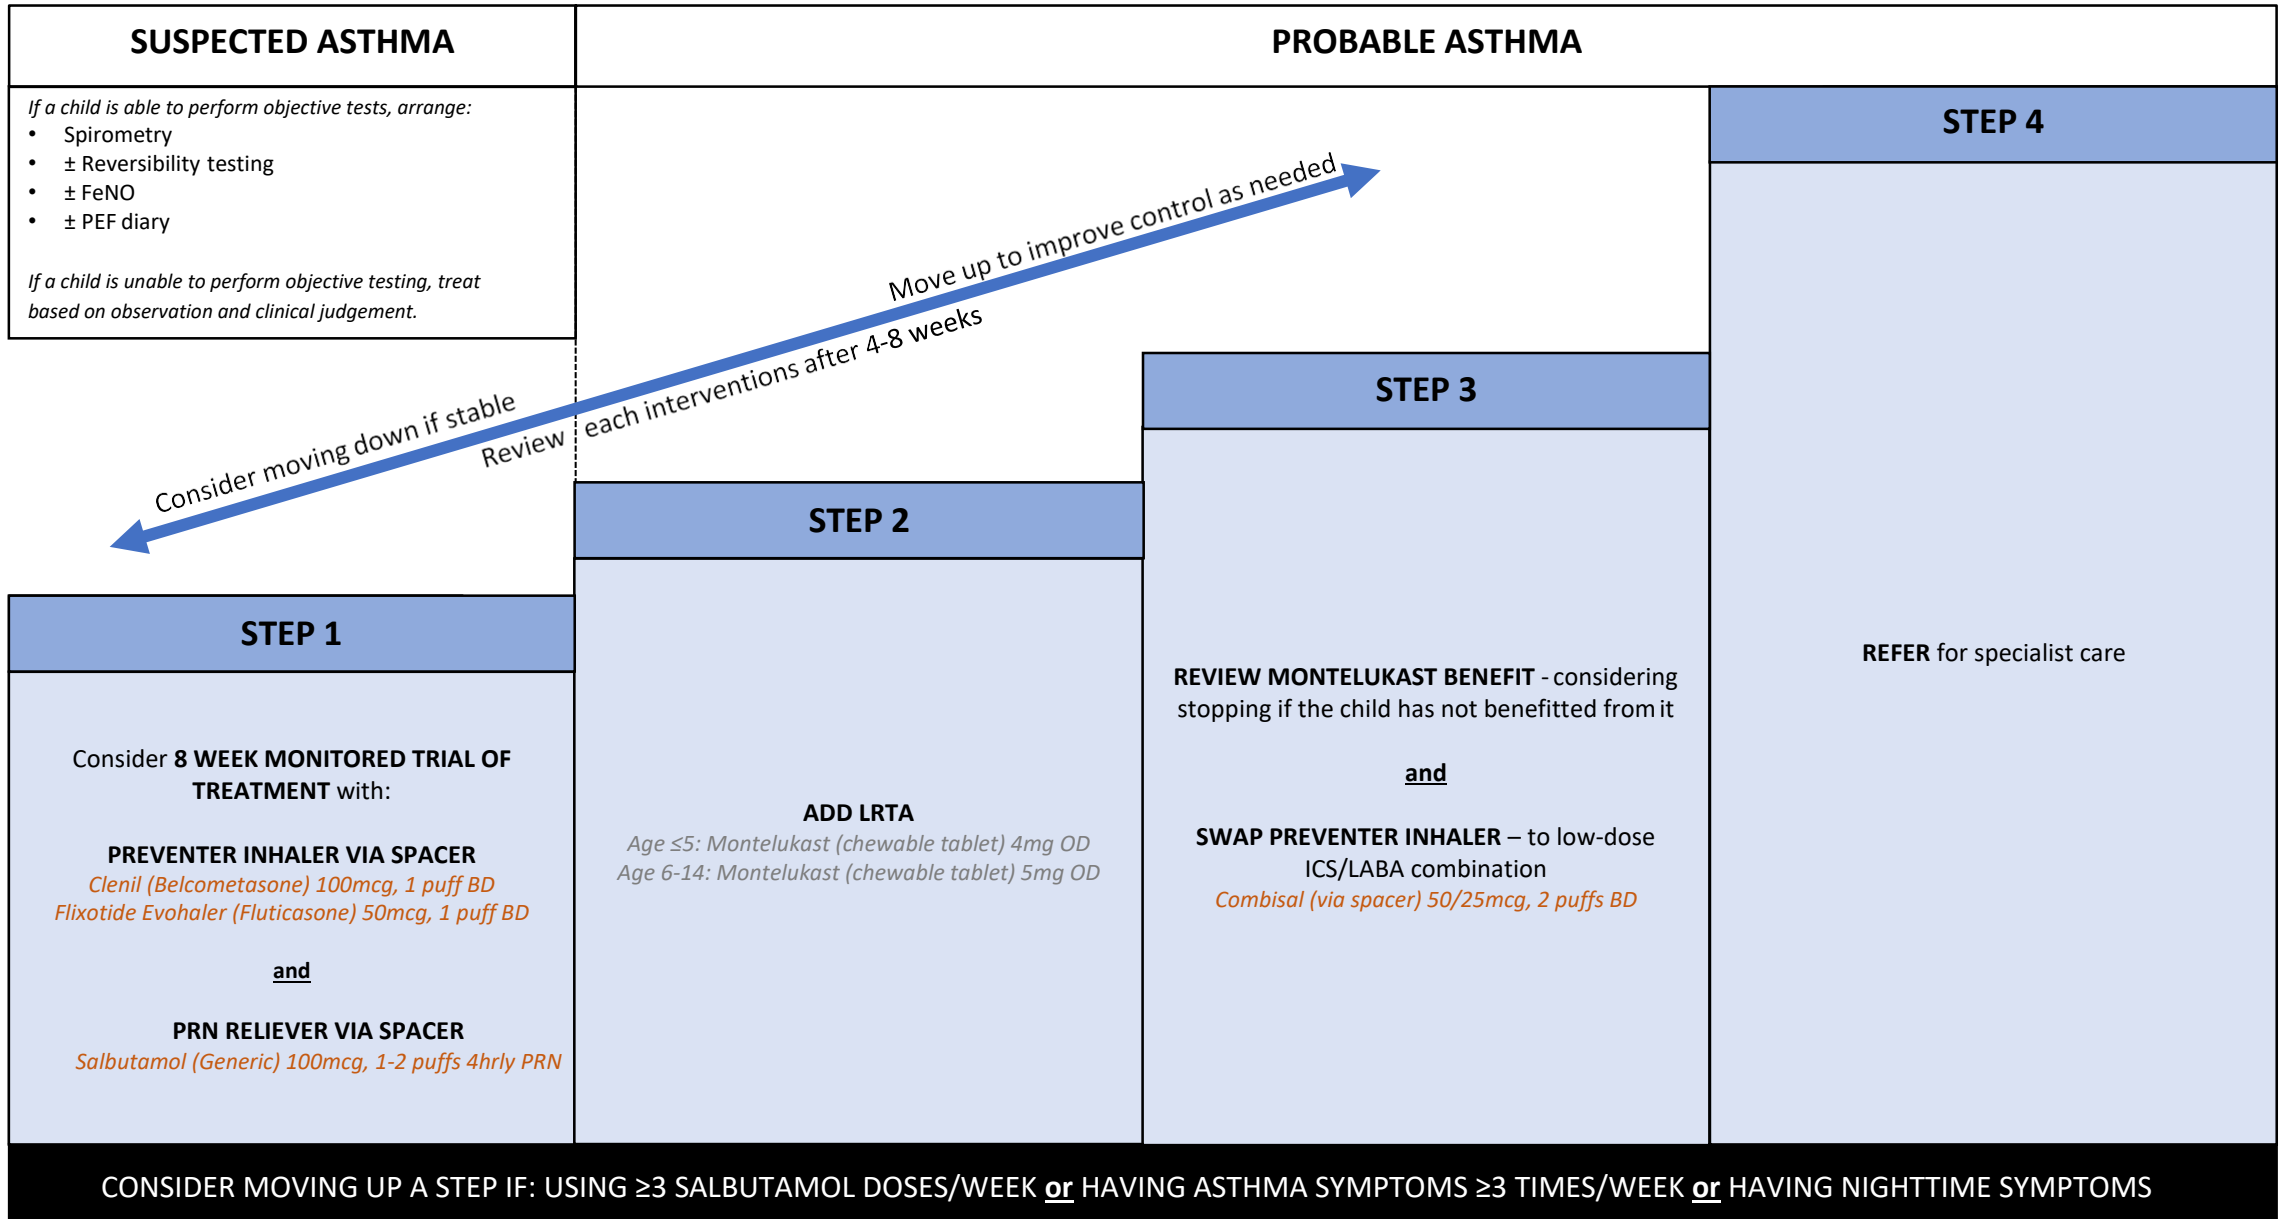 SUSPECTED ASTHMA
PROBABLE ASTHMA
If a child is able to perform objective tests, arrange:
• Spirometry
• ± Reversibility testing
• ± FeNO
• ± PEF diary
If a child is unable to perform objective testing, treat
based on observation and clinical judgement.
Move up to improve control as needed
Consider moving down if stable
Review each interventions after 4-8 weeks
STEP 1
Consider 8 WEEK MONITORED TRIAL OF
TREATMENT with:
PREVENTER INHALER VIA SPACER
Clenil (Belcometasone) 100mcg, 1 puff BD
Flixotide Evohaler (Fluticasone) 50mcg, 1 puff BD
and
PRN RELIEVER VIA SPACER
Salbutamol (Generic) 100mcg, 1-2 puffs 4hrly PRN
STEP 2
ADD LRTA
Age ≤5: Montelukast (chewable tablet) 4mg OD
Age 6-14: Montelukast (chewable tablet) 5mg OD
STEP 3
REVIEW MONTELUKAST BENEFIT - considering
stopping if the child has not benefitted from it
and
SWAP PREVENTER INHALER – to low-dose
ICS/LABA combination
Combisal (via spacer) 50/25mcg, 2 puffs BD
STEP 4
REFER for specialist care
CONSIDER MOVING UP A STEP IF: USING ≥3 SALBUTAMOL DOSES/WEEK or HAVING ASTHMA SYMPTOMS ≥3 TIMES/WEEK or HAVING NIGHTTIME SYMPTOMS